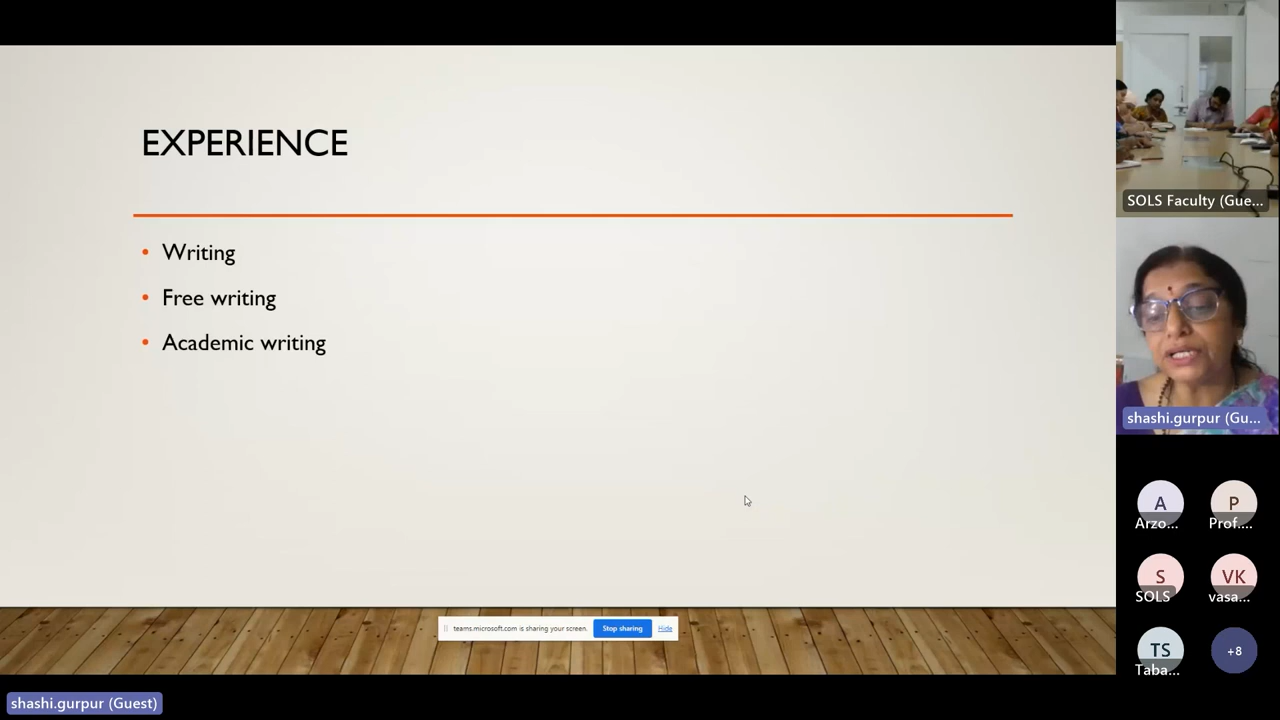 EXPERIENCE
• Writing
• Free writing
• Academic writing
teams.microsoft.com is sharing your screen. Stop sharing Hide
shashi.gurpur (Guest)
SOLS Faculty (Gue...
shashi.gurpur (Gu...
A P
Arzo... Prof....
S VK
SOLS vasa...
TS +8
Taba...